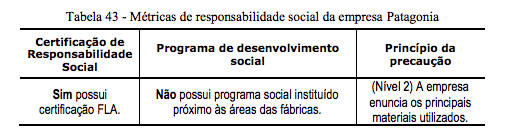 Tabela 43 - Métricas de responsabilidade social da empresa Patagonia
Certificação de
Responsabilidade
Social
Programa de desenvolvimento
social
Princípio da
precaução
Sim possui
certificação FLA.
Não possui programa social instituído
próximo às áreas das fábricas.
(Nível 2) A empresa
enuncia os principais
materiais utilizados.